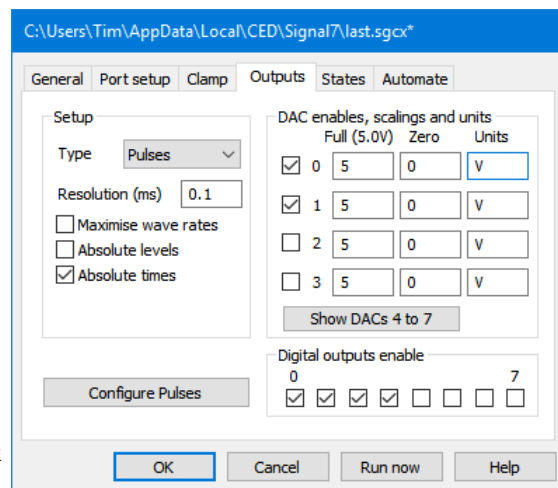 C:\Users\Tim\AppData\Local\CED\Signal7\last.sgcx*
General Port setup Clamp Outputs States Automate
Setup
Type Pulses
Resolution (ms) 0.1
Maximise wave rates
Absolute levels
Absolute times
Configure Pulses
DAC enables, scalings and units
Full (5.0V) Zero Units
0 5 0 V
1 5 0 V
2 5 0 V
3 5 0 V
Show DACs 4 to 7
Digital outputs enable
0 7
OK Cancel Run now Help